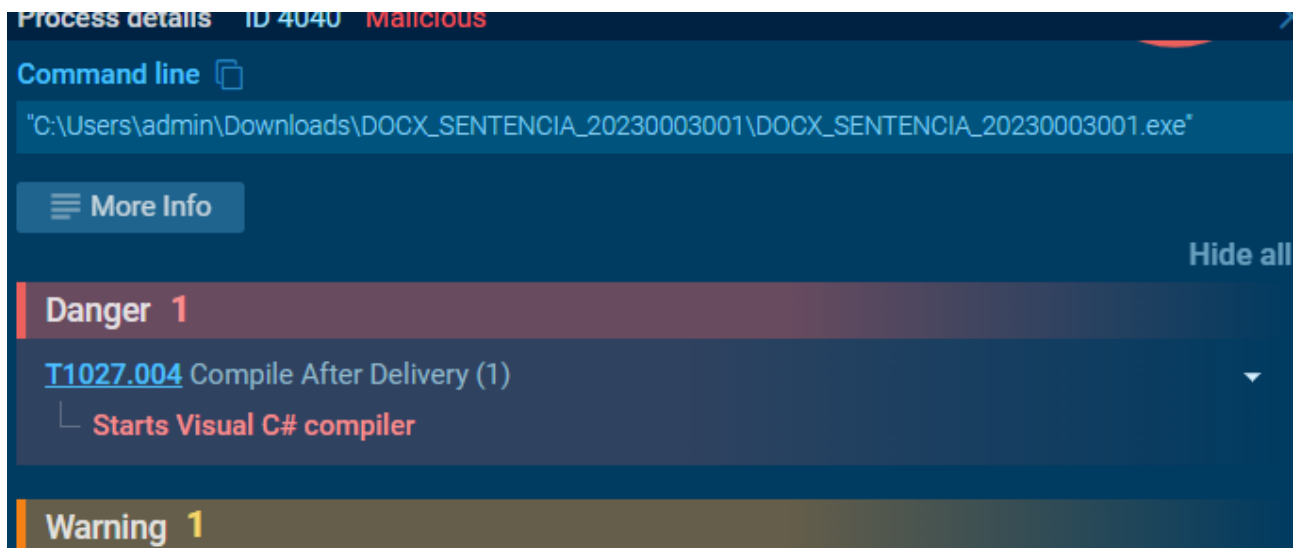 Process details ID 4040 Malicious
Command line
"C:\Users\admin\Downloads\DOCX_SENTENCIA_20230003001\DOCX_SENTENCIA_20230003001.exe"
More Info
Hide all
Danger 1
T1027.004 Compile After Delivery (1)
Starts Visual C# compiler
Warning 1